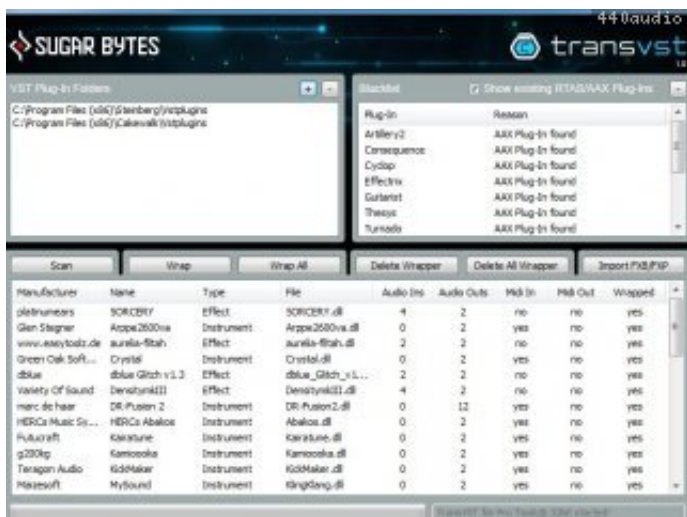 440audio
SUGAR BYTES
transvst
VST Plug-In Folders
+ -
C:\Program Files (x86)\Steinberg\Vstplugins
C:\Program Files (x86)\Cakewalk\Vstplugins
Blacklist Show existing RTAS/AAX Plug-Ins -
Plug-In Reason
Artillery2 AAX Plug-In found
Consequence AAX Plug-In found
Cyclop AAX Plug-In found
Effectrix AAX Plug-In found
Guitarist AAX Plug-In found
Thesys AAX Plug-In found
Turnado AAX Plug-In found
Scan Wrap Wrap All Delete Wrapper Delete All Wrapper Import FXB/FXP
Manufacturer Name Type File Audio Ins Audio Outs Midi In Midi Out Wrapped
platinumears SORCERY Effect SORCERY.dll 4 2 no no yes
Glen Stegner Arppe2600va Instrument Arppe2600va.dll 0 2 yes no yes
www.easytoolz.de aurelia-fitah Effect aurelia-fitah.dll 2 2 no no yes
Green Oak Soft... Crystal Instrument Crystal.dll 0 2 yes no yes
dblue dblue Glitch v1.3 Effect dblue_Glitch_v1... 2 2 no no yes
Variety Of Sound DensitymkIII Effect DensitymkIII.dll 4 2 no no yes
marc de haar DR-Fusion 2 Instrument DR-Fusion2.dll 0 12 yes no yes
HERCs Music Sy... HERCs Abakos Instrument Abakos.dll 0 2 yes no yes
Futucraft Kairatune Instrument Kairatune.dll 0 2 yes no yes
g200kg Kamioooka Instrument Kamioooka.dll 0 2 yes no yes
Teragon Audio KickMaker Instrument KickMaker.dll 0 2 yes no yes
Mazesoft MySound Instrument KlingKlang.dll 0 2 yes no yes